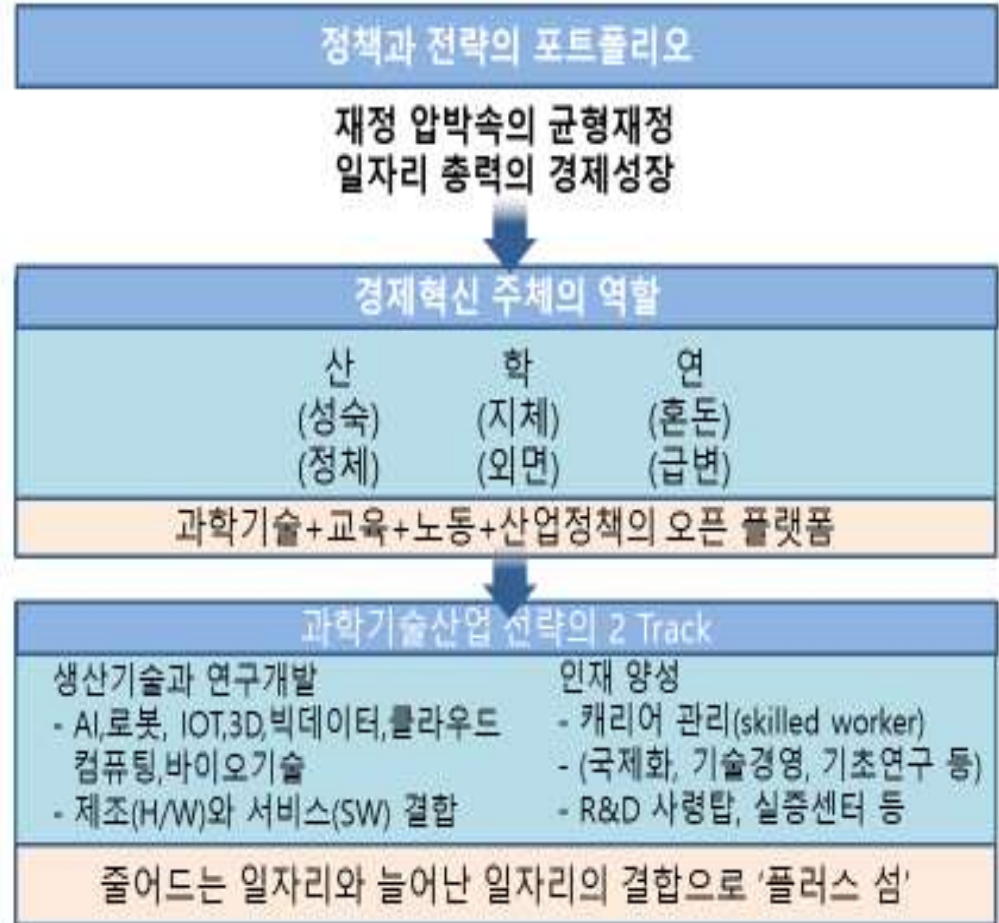 정책과 전략의 포트폴리오
재정 압박속의 균형재정
일자리 총력의 경제성장
경제혁신 주체의 역할
산 학 연
(성숙) (지체) (혼돈)
(정체) (외면) (급변)
과학기술+교육+노동+산업정책의 오픈 플랫폼
과학기술산업 전략의 2 Track
생산기술과 연구개발
- AI,로봇, IOT,3D,빅데이터,클라우드
컴퓨팅,바이오기술
- 제조(H/W)와 서비스(SW) 결합
인재 양성
- 캐리어 관리(skilled worker)
- (국제화, 기술경영, 기초연구 등)
- R&D 사령탑, 실증센터 등
줄어드는 일자리와 늘어난 일자리의 결합으로 '플러스 섬'